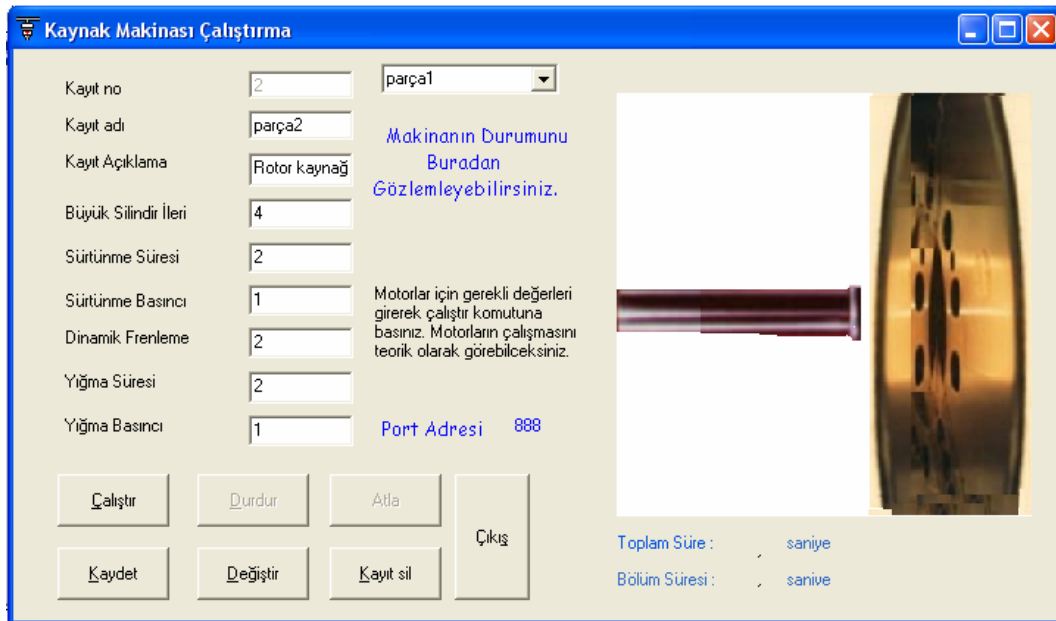 Kaynak Makinası Çalıştırma
Kayıt no
2
parça1
Kayıt adı
parça2
Makinanın Durumunu
Buradan
Gözlemleyebilirsiniz.
Kayıt Açıklama
Rotor kaynağ
Büyük Silindir İleri
4
Sürtünme Süresi
2
Sürtünme Basıncı
1
Motorlar için gerekli değerleri
girerek çalıştır komutuna
basınız. Motorların çalışmasını
teorik olarak görebilceksiniz.
Dinamik Frenleme
2
Yığma Süresi
2
Yığma Basıncı
1
Port Adresi 888
Çalıştır
Durdur
Atla
Çıkış
Kaydet
Değiştir
Kayıt sil
Toplam Süre : , saniye
Bölüm Süresi : , saniye